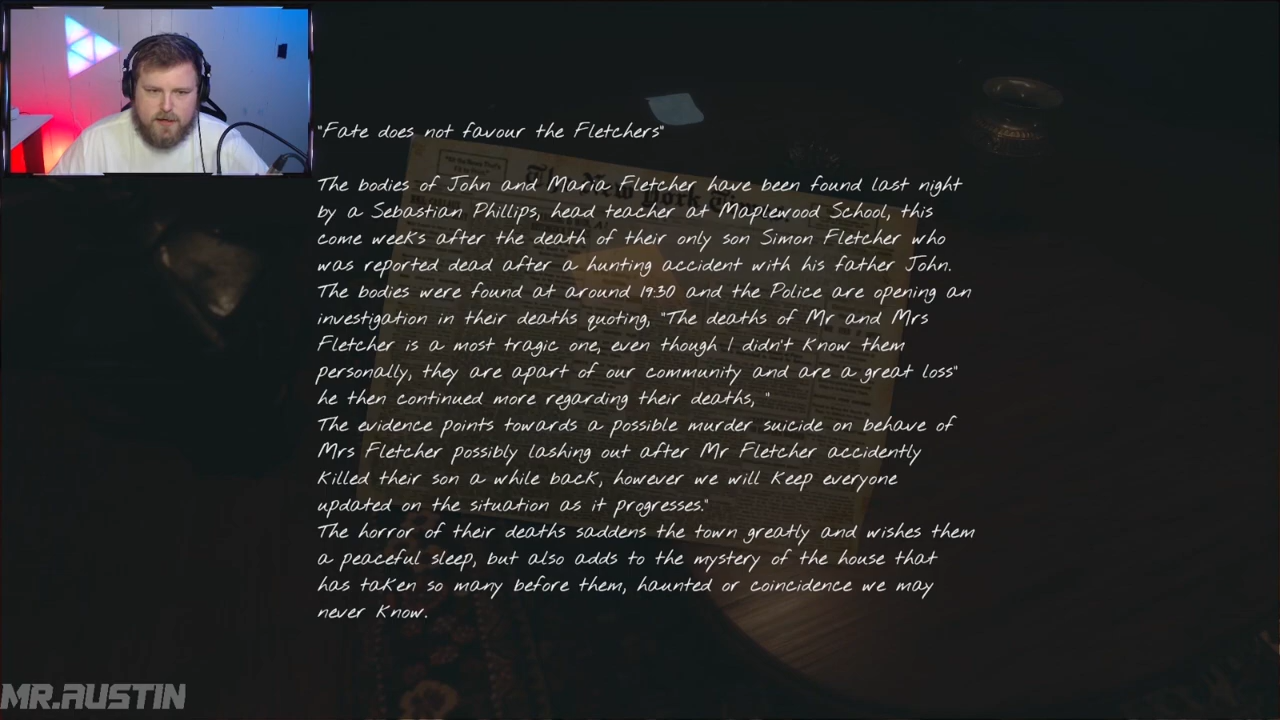 "Fate does not favour the Fletchers"
The New York Times
The bodies of John and Maria Fletcher have been found last night
by a Sebastian Phillips, head teacher at Maplewood School, this
come weeks after the death of their only son Simon Fletcher who
was reported dead after a hunting accident with his father John.
The bodies were found at around 19:30 and the Police are opening an
investigation in their deaths quoting, "The deaths of Mr and Mrs
Fletcher is a most tragic one, even though I didn't know them
personally, they are apart of our community and are a great loss"
he then continued more regarding their deaths, "
The evidence points towards a possible murder suicide on behave of
Mrs Fletcher possibly lashing out after Mr Fletcher accidently
killed their son a while back, however we will keep everyone
updated on the situation as it progresses."
The horror of their deaths saddens the town greatly and wishes them
a peaceful sleep, but also adds to the mystery of the house that
has taken so many before them, haunted or coincidence we may
never know.
MR.AUSTIN